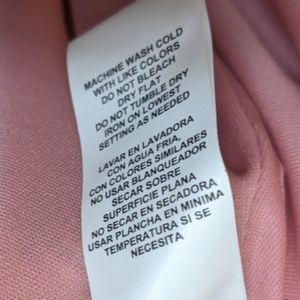 MACHINE WASH COLD
WITH LIKE COLORS
DO NOT BLEACH
DRY FLAT
DO NOT TUMBLE DRY
IRON ON LOWEST
SETTING AS NEEDED
LAVAR EN LAVADORA
CON AGUA FRIA,
CON COLORES SIMILARES
NO USAR BLANQUEADOR
SECAR SOBRE
SUPERFICIE PLANA
NO SECAR EN SECADORA
USAR PLANCHA EN MINIMA
TEMPERATURA SI SE
NECESITA